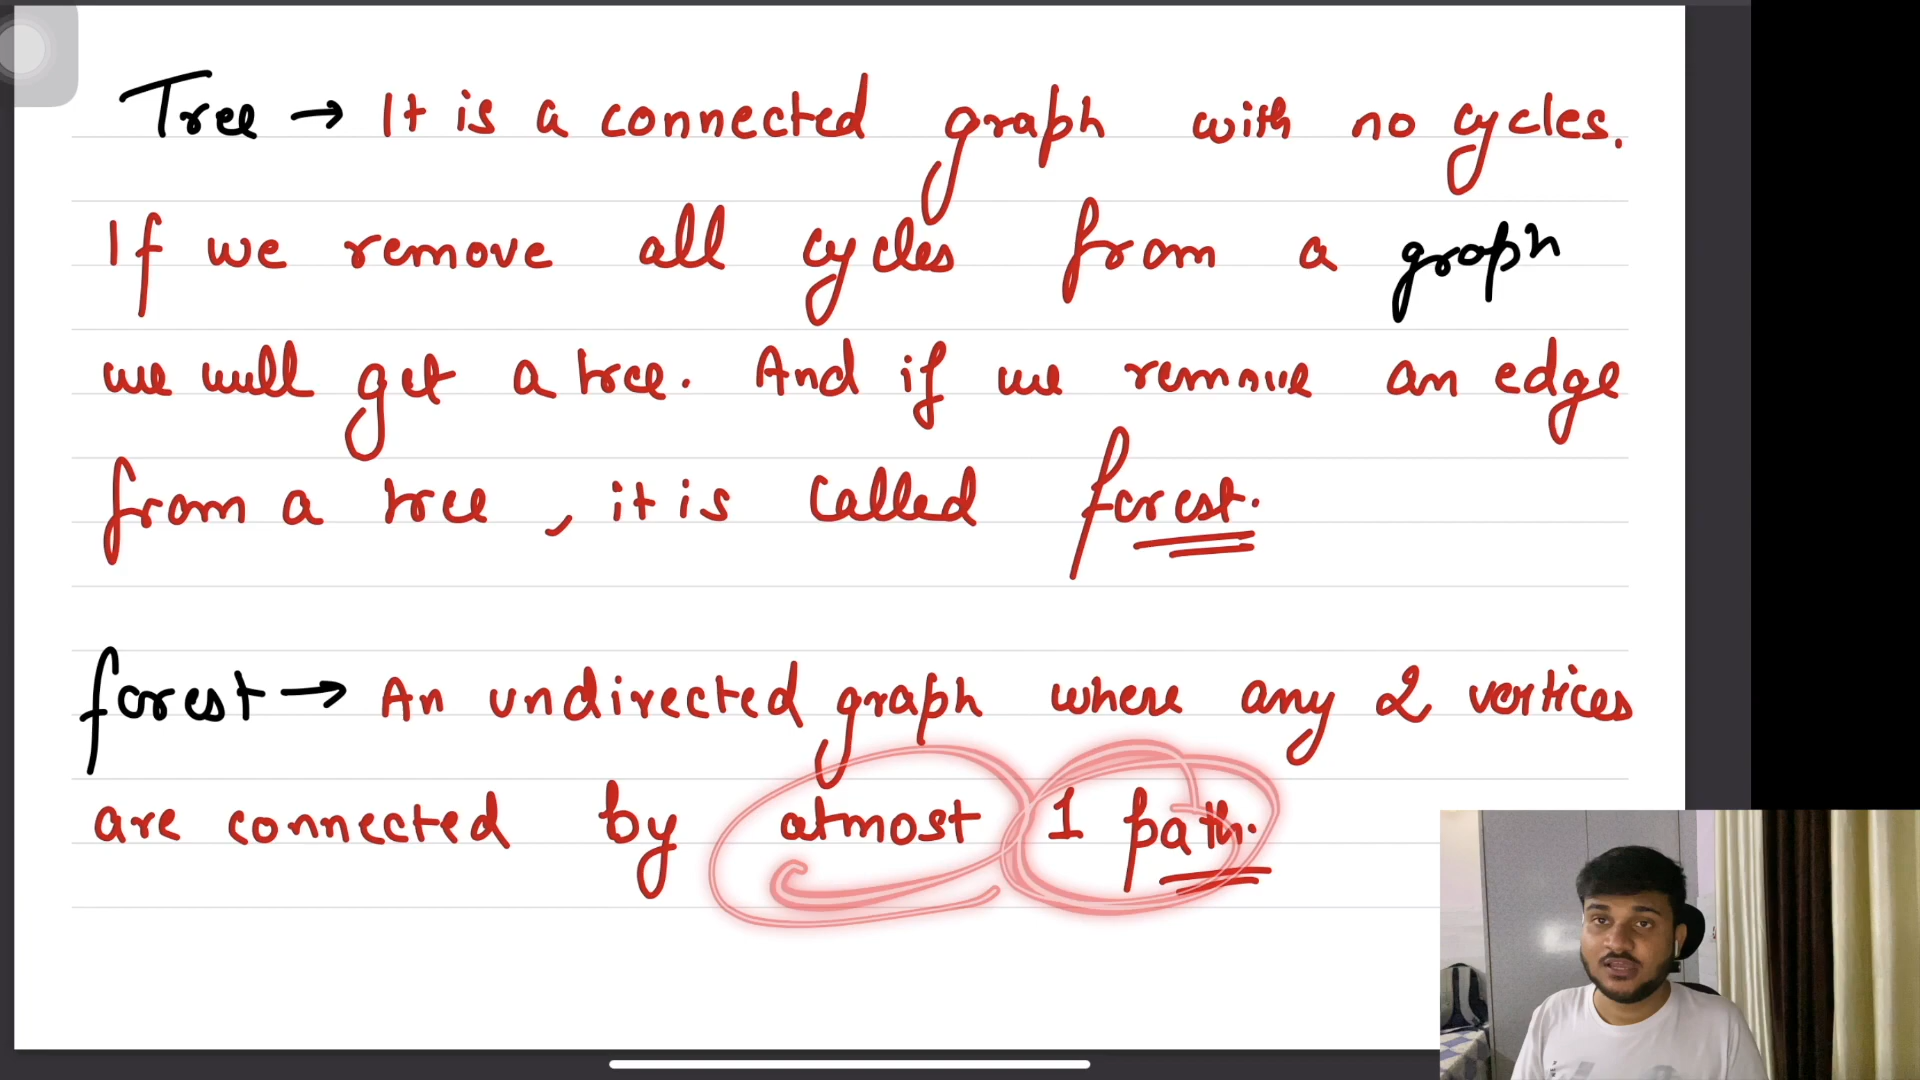 Tree → It is a connected graph with no cycles.
If we remove all cycles from a graph
we will get a tree. And if we remove an edge
from a tree, it is called forest.
forest → An undirected graph where any 2 vertices
are connected by atmost 1 path.